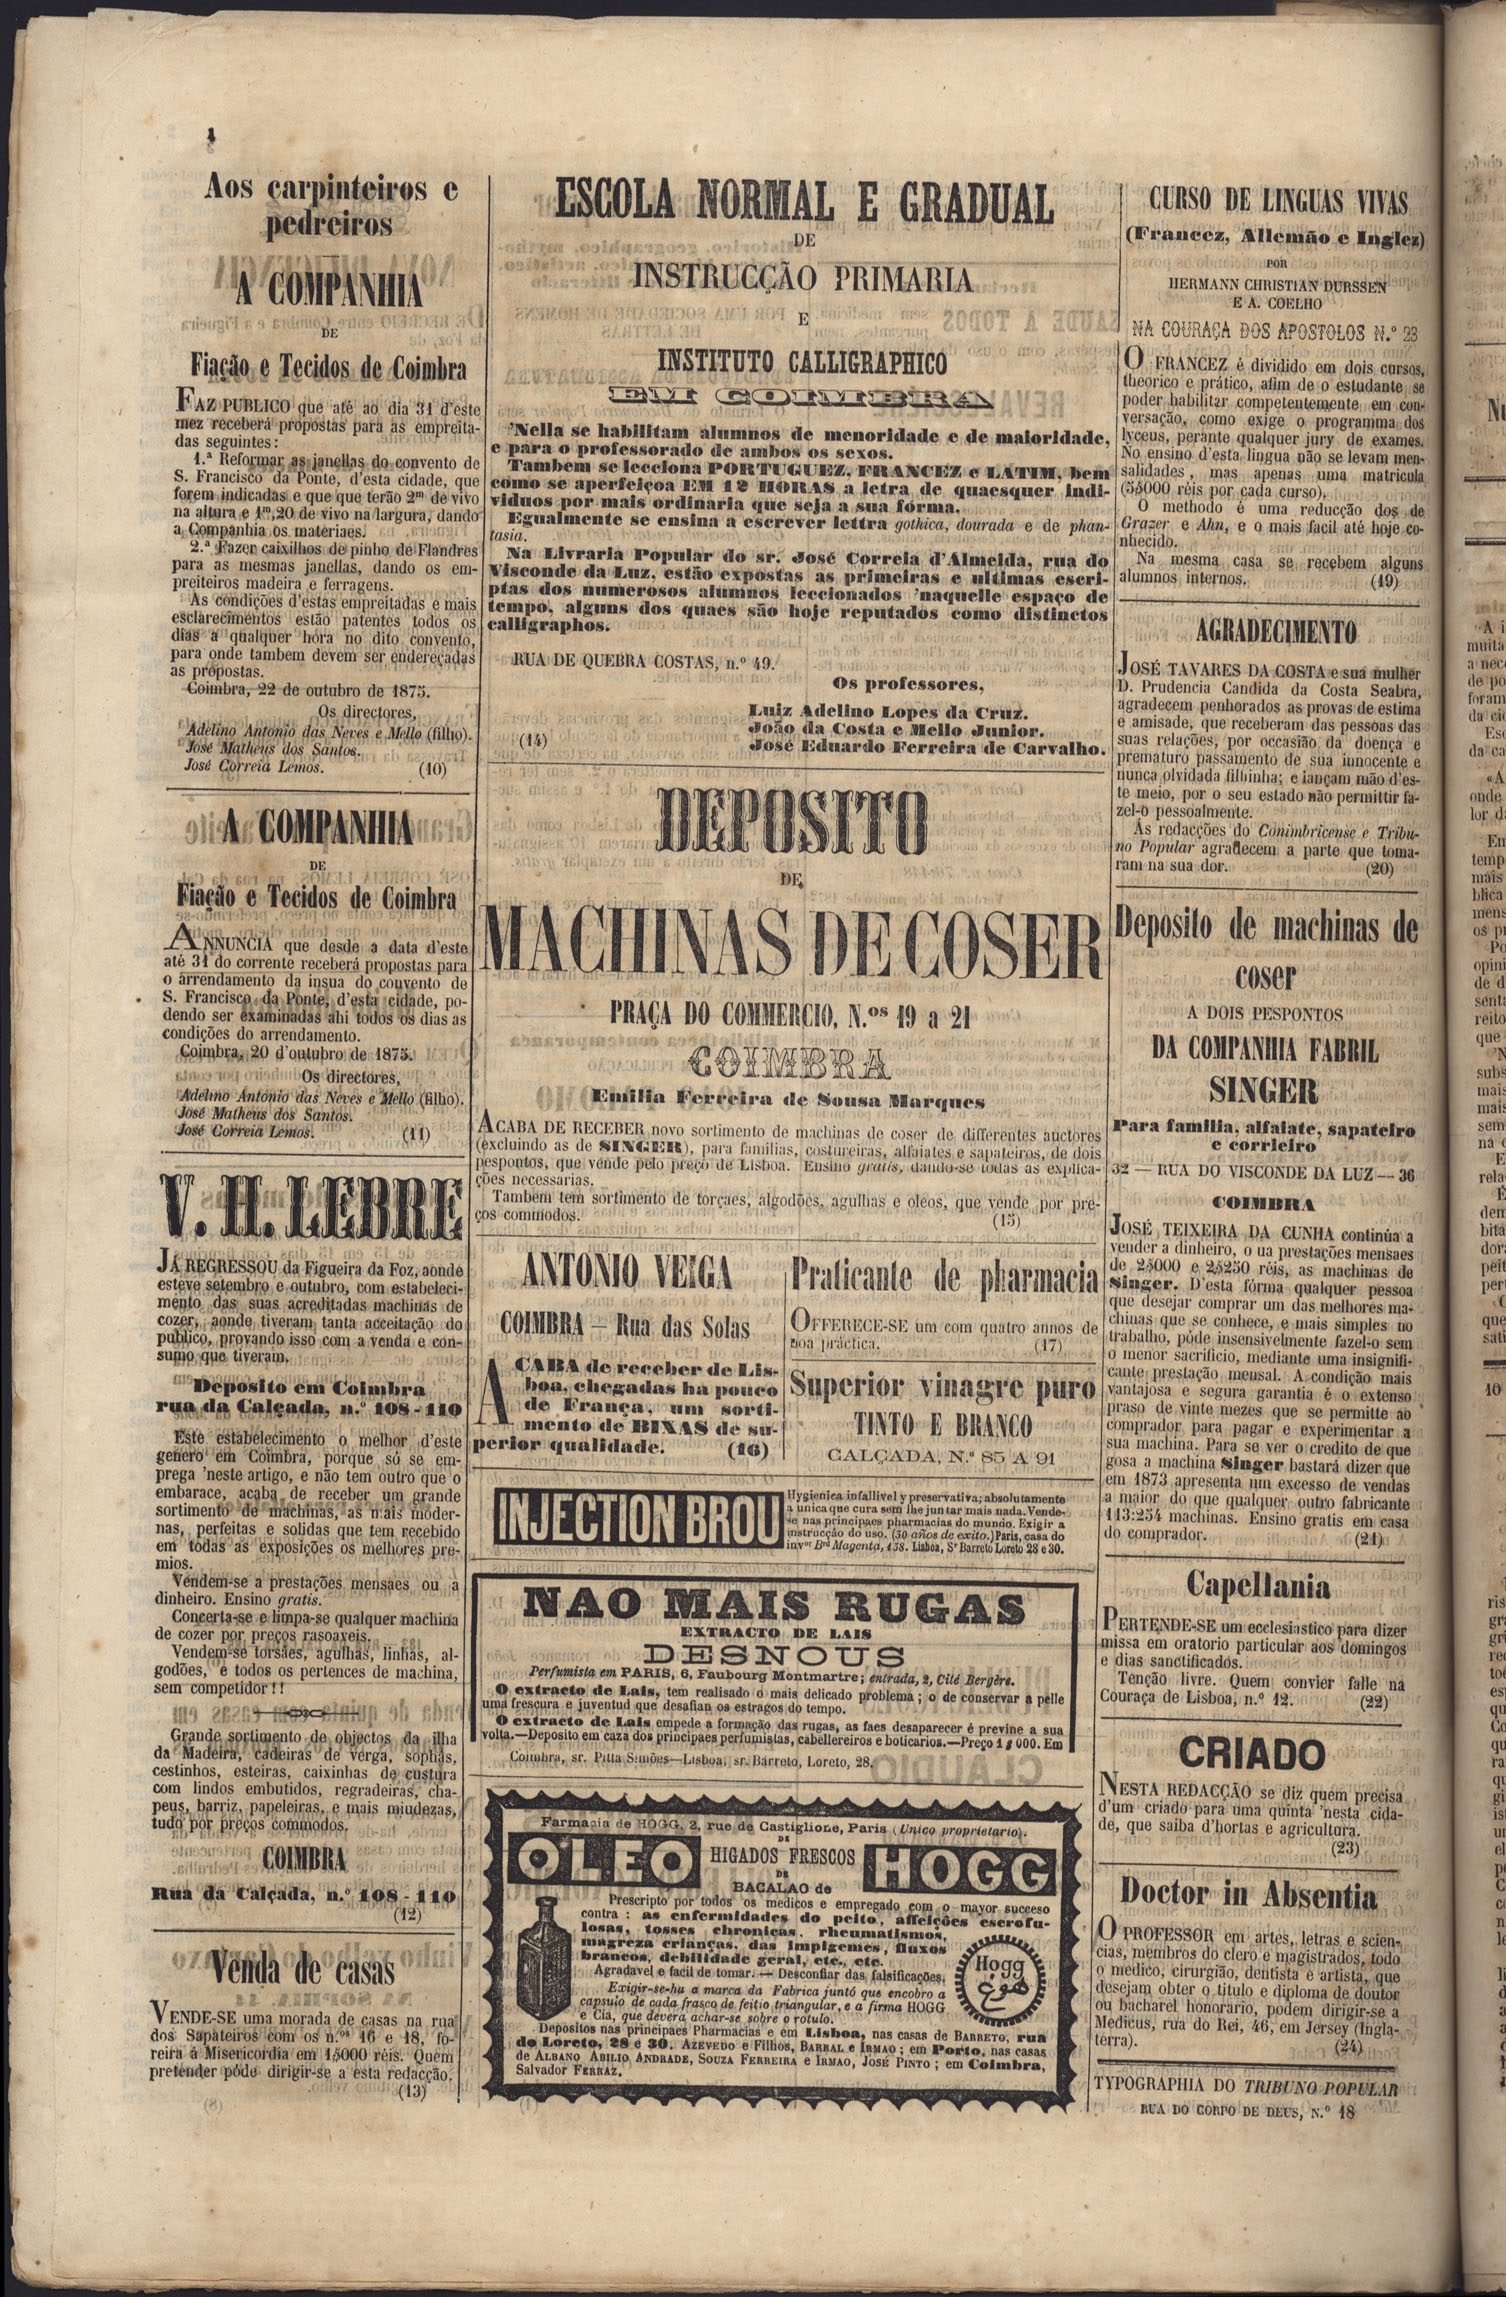 4
Aos carpinteiros e
pedreiros
A COMPANHIA
DE
Fiação e Tecidos de Coimbra
FAZ PUBLICO que até ao dia 31 d'este
mez receberá propostas para as empreita-
das seguintes:
1.ª Reformar as janellas do convento de
S. Francisco da Ponte, d'esta cidade, que
forem indicadas e que que terão 2m de vivo
na altura e 1m,20 de vivo na largura, dando
a Companhia os materiaes.
2.ª Fazer caixilhos de pinho de Flandres
para as mesmas janellas, dando os em-
preiteiros madeira e ferragens.
As condições d'estas empreitadas e mais
esclarecimentos estão patentes todos os
dias a qualquer hora no dito convento,
para onde tambem devem ser endereçadas
as propostas.
Coimbra, 22 de outubro de 1875.
Os directores,
Adelino Antonio das Neves e Mello (filho).
José Matheus dos Santos.
José Correia Lemos. (10)
A COMPANHIA
DE
Fiação e Tecidos de Coimbra
ANNUNCIA que desde a data d'este
até 31 do corrente receberá propostas para
o arrendamento da insua do convento de
S. Francisco da Ponte, d'esta cidade, po-
dendo ser examinadas ahi todos os dias as
condições do arrendamento.
Coimbra, 20 d'outubro de 1875.
Os directores,
Adelino Antonio das Neves e Mello (filho).
José Matheus dos Santos.
José Correia Lemos. (11)
V. H. LEBRE
JÁ REGRESSOU da Figueira da Foz, aonde
esteve setembro e outubro, com estabeleci-
mento das suas acreditadas machinas de
cozer, aonde tiveram tanta acceitação do
publico, provando isso com a venda e con-
sumo que tiveram.
Deposito em Coimbra
rua da Calçada, n.º 108-110
Este estabelecimento o melhor d'este
genero em Coimbra, porque só se em-
prega 'neste artigo, e não tem outro que o
embarace, acaba de receber um grande
sortimento de machinas, as mais moder-
nas, perfeitas e solidas que tem recebido
em todas as exposições os melhores pre-
mios.
Vendem-se a prestações mensaes ou a
dinheiro. Ensino gratis.
Concerta-se e limpa-se qualquer machina
de cozer por preços rasoaveis.
Vendem-se torsães, agulhas, linhas, al-
godões, e todos os pertences de machina,
sem competidor!!
Grande sortimento de objectos da ilha
da Madeira, cadeiras de verga, sophás,
cestinhos, esteiras, caixinhas de custura
com lindos embutidos, regradeiras, cha-
peus, barriz, papeleiras, e mais miudezas,
tudo por preços commodos.
COIMBRA
Rua da Calçada, n.º 108-110
(12)
Venda de casas
VENDE-SE uma morada de casas na rua
dos Sapateiros com os n.os 16 e 18, fo-
reira á Misericordia em 1$000 réis. Quem
pretender póde dirigir-se a esta redacção.
(13)
ESCOLA NORMAL E GRADUAL
DE
INSTRUCÇÃO PRIMARIA
E
INSTITUTO CALLIGRAPHICO
EM COIMBRA
'Nella se habilitam alumnos de menoridade e de maioridade,
e para o professorado de ambos os sexos.
Tambem se lecciona PORTUGUEZ, FRANCEZ e LATIM, bem
como se aperfeiçoa EM 12 HORAS a letra de quaesquer indi-
viduos por mais ordinaria que seja a sua fórma.
Egualmente se ensina a escrever lettra gothica, dourada e de phan-
tasia.
Na Livraria Popular do sr. José Correia d'Almeida, rua do
Visconde da Luz, estão expostas as primeiras e ultimas escri-
ptas dos numerosos alumnos leccionados 'naquelle espaço de
tempo, alguns dos quaes são hoje reputados como distinctos
calligraphos.
RUA DE QUEBRA COSTAS, n.º 49.
Os professores,
Luiz Adelino Lopes da Cruz.
João da Costa e Mello Junior.
(14) José Eduardo Ferreira de Carvalho.
DEPOSITO
DE
MACHINAS DE COSER
PRAÇA DO COMMERCIO, N.os 19 a 21
COIMBRA
Emilia Ferreira de Sousa Marques
ACABA DE RECEBER novo sortimento de machinas de coser de differentes auctores
(excluindo as de SINGER), para familias, costureiras, alfaiates e sapateiros, de dois
pespontos, que vende pelo preço de Lisboa. Ensino gratis, dando-se todas as explica-
ções necessarias.
Tambem tem sortimento de torçaes, algodões, agulhas e oleos, que vende por pre-
ços commodos. (15)
ANTONIO VEIGA
COIMBRA — Rua das Solas
ACABA de receber de Lis-
boa, chegadas ha pouco
de França, um sorti-
mento de BIXAS de su-
perior qualidade. (16)
Praticante de pharmacia
OFFERECE-SE um com quatro annos de
boa práctica. (17)
Superior vinagre puro
TINTO E BRANCO
CALÇADA, N.º 85 A 91
INJECTION BROU
Hygienica infallivel y preservativa; absolutamente
a unica que cura sem lhe juntar mais nada. Vende-
se nas principaes pharmacias do mundo. Exigir a
instrucção do uso. (30 años de exito.) Paris, casa do
invor Brd Magenta, 158. Lisboa, Sr Barreto Loreto 28 e 30.
NAO MAIS RUGAS
EXTRACTO DE LAIS
DESNOUS
Perfumista em PARIS, 6, Faubourg Montmartre; entrada, 2, Cité Bergère.
O extracto de Lais, tem realisado o mais delicado problema; o de conservar a pelle
uma frescura e juventud que desafian os estragos do tempo.
O extracto de Lais empede a formação das rugas, as faes desaparecer é previne a sua
volta.—Deposito em caza dos principaes perfumistas, cabellereiros e boticarios.—Preço 1$000. Em
Coimbra, sr. Pitta Simões—Lisboa, sr. Barreto, Loreto, 28.
Farmacia de HOGG, 2, rue de Castiglione, Paris (Unico proprietario).
DE
OLEO HIGADOS FRESCOS HOGG
DE
BACALAO de
Prescripto por todos os medicos e empregado com o mayor succeso
contra: as enfermidades do peito, affeições escrofu-
losas, tosses chronicas, rheumatismos,
magreza crianças, das impigemes, fluxos
brancos, debilidade geral, etc., etc.
Agradavel e facil de tomar. — Desconfiar das falsificações.
Exigir-se-ha a marca da Fabrica juntó que encobro a
capsulo de cada frasco de feitio triangular, e a firma HOGG
e Cia, que devera achar-se sobre o rotulo.
Hogg
هوغ
Depositos nas principaes Pharmacias e em Lisboa, nas casas de BARRETO, rua
do Loreto, 28 e 30, AZEVEDO e Filhos, BARRAL e IRMAO; em Porto, nas casas
de ALBANO ABILIO ANDRADE, SOUZA FERREIRA e IRMAO, JOSÉ PINTO; em Coimbra,
Salvador FERRAZ.
CURSO DE LINGUAS VIVAS
(Francez, Allemão e Inglez)
POR
HERMANN CHRISTIAN DURSSEN
E A. COELHO
NA COURAÇA DOS APOSTOLOS N.º 23
O FRANCEZ é dividido em dois cursos,
theorico e prático, afim de o estudante se
poder habilitar competentemente em con-
versação, como exige o programma dos
lyceus, perante qualquer jury de exames.
No ensino d'esta lingua não se levam men-
salidades, mas apenas uma matricula
(5$000 réis por cada curso).
O methodo é uma reducção dos de
Grazer e Ahn, e o mais facil até hoje co-
nhecido.
Na mesma casa se recebem alguns
alumnos internos. (19)
AGRADECIMENTO
JOSÉ TAVARES DA COSTA e sua mulher
D. Prudencia Candida da Costa Seabra,
agradecem penhorados as provas de estima
e amisade, que receberam das pessoas das
suas relações, por occasião da doença e
prematuro passamento de sua innocente e
nunca olvidada filhinha; e lançam mão d'es-
te meio, por o seu estado não permittir fa-
zel-o pessoalmente.
As redacções do Conimbricense e Tribu-
no Popular agradecem a parte que toma-
ram na sua dor. (20)
Deposito de machinas de
coser
A DOIS PESPONTOS
DA COMPANHIA FABRIL
SINGER
Para familia, alfaiate, sapateiro
e corrieiro
32 — RUA DO VISCONDE DA LUZ — 36
COIMBRA
JOSÉ TEIXEIRA DA CUNHA continúa a
vender a dinheiro, o ua prestações mensaes
de 2$000 e 2$250 réis, as machinas de
Singer. D'esta fórma qualquer pessoa
que desejar comprar um das melhores ma-
chinas que se conhece, e mais simples no
trabalho, póde insensivelmente fazel-o sem
o menor sacrificio, mediante uma insignifi-
cante prestação mensal. A condição mais
vantajosa e segura garantia é o extenso
praso de vinte mezes que se permitte ao
comprador para pagar e experimentar a
sua machina. Para se ver o credito de que
gosa a machina Singer bastará dizer que
em 1873 apresenta um excesso de vendas
a maior do que qualquer outro fabricante
113:254 machinas. Ensino gratis em casa
do comprador. (21)
Capellania
PERTENDE-SE um ecclesiastico para dizer
missa em oratorio particular aos domingos
e dias sanctificados.
Tenção livre. Quem convier falle na
Couraça de Lisboa, n.º 12. (22)
CRIADO
NESTA REDACÇÃO se diz quem precisa
d'um criado para uma quinta 'nesta cida-
de, que saiba d'hortas e agricultura.
(23)
Doctor in Absentia
O PROFESSOR em artes, letras e scien-
cias, membros do clero e magistrados, todo
o medico, cirurgião, dentista e artista, que
desejam obter o titulo e diploma de doutor
ou bacharel honorario, podem dirigir-se a
Medicus, rua do Rei, 46, em Jersey (Ingla-
terra). (24)
TYPOGRAPHIA DO TRIBUNO POPULAR
RUA DO CORPO DE DEUS, N.º 18